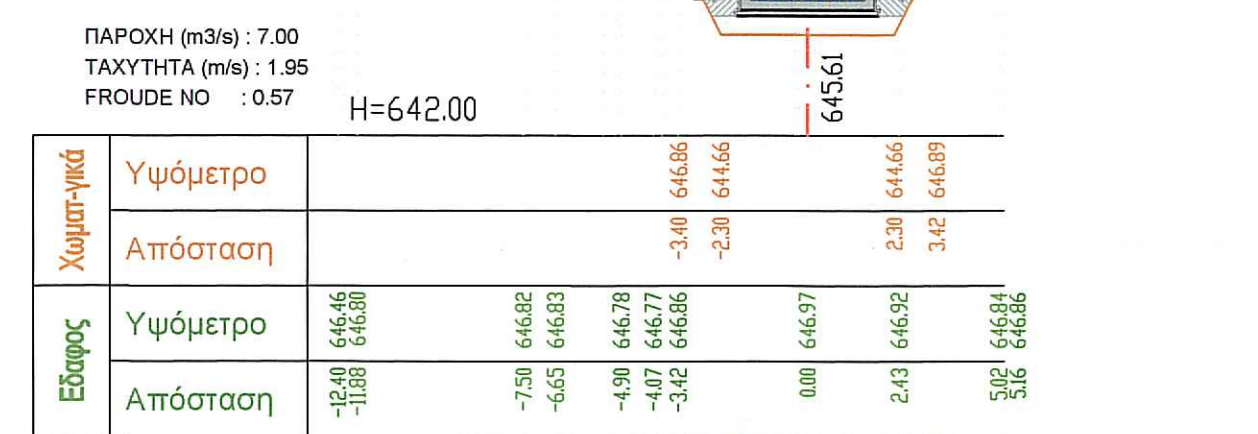 ΠΑΡΟΧΗ (m3/s) : 7.00
ΤΑΧΥΤΗΤΑ (m/s) : 1.95
FROUDE NO : 0.57
H=642.00
645.61
Χωματ-γικά
Υψόμετρο 646.86 644.66 644.66 646.89
Απόσταση -3.40 -2.30 2.30 3.42
Εδαφος
Υψόμετρο 646.46 646.80 646.82 646.83 646.78 646.77 646.86 646.97 646.92 646.84 646.86
Απόσταση -12.40 -11.88 -7.50 -6.65 -4.90 -4.07 -3.42 0.00 2.43 5.02 5.16